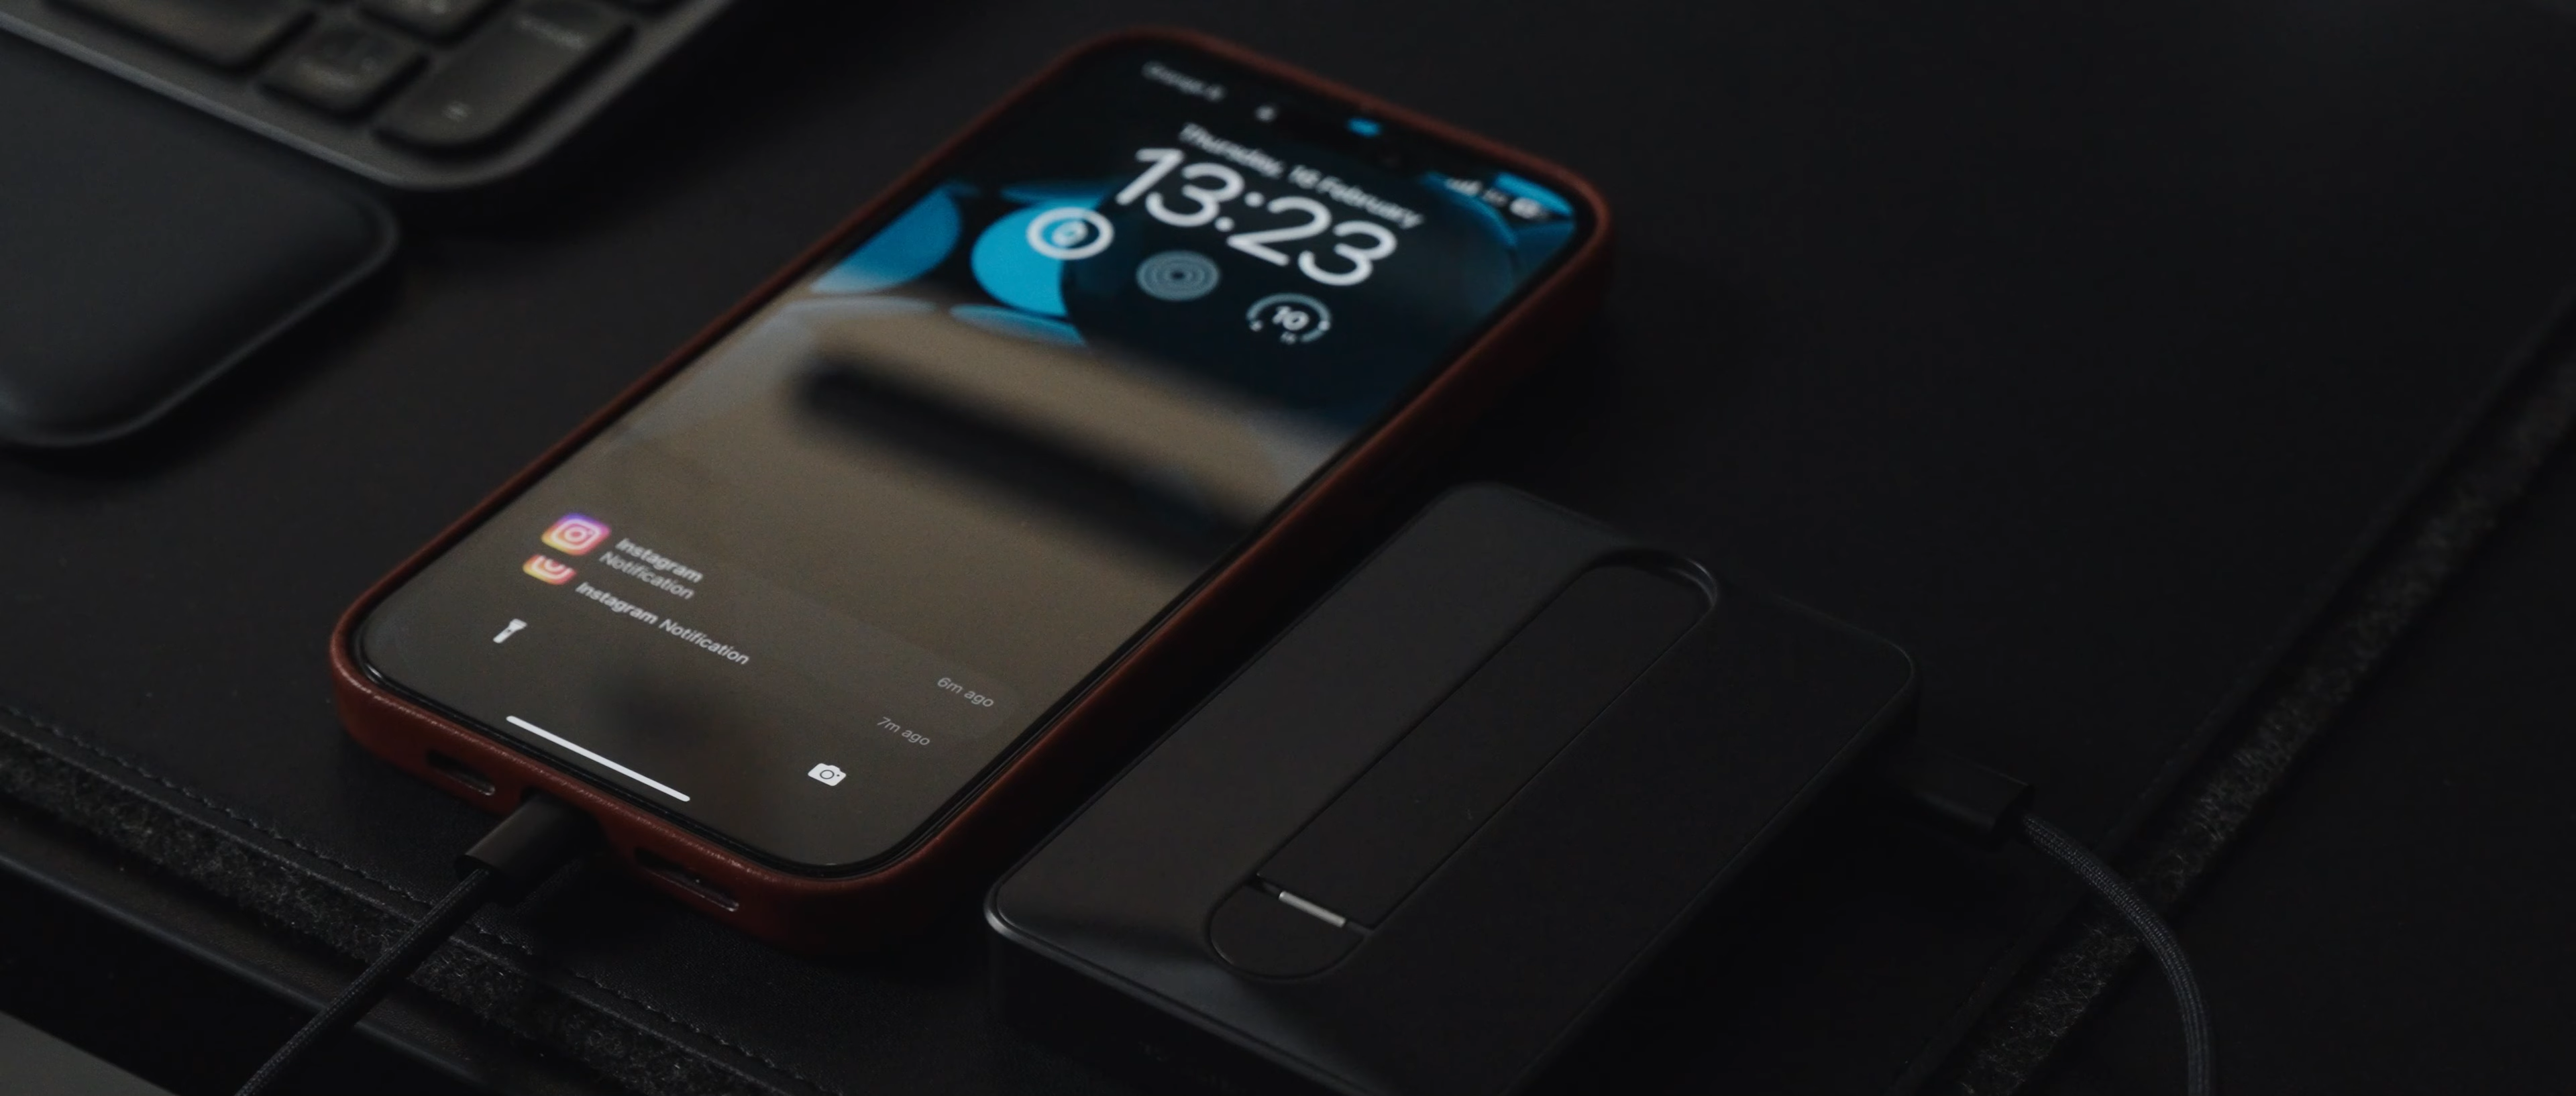 Thursday, 16 February
13:23
10
Instagram
Notification
6m ago
Instagram Notification
7m ago